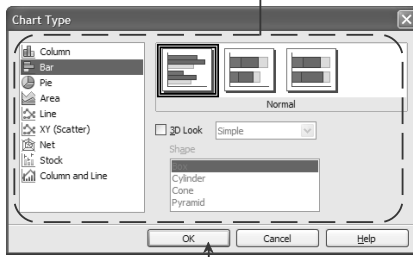 Chart Type
Column
Bar
Pie
Area
Line
XY (Scatter)
Net
Stock
Column and Line
Normal
3D Look
Simple
Shape
Cylinder
Cone
Pyramid
OK
Cancel
Help